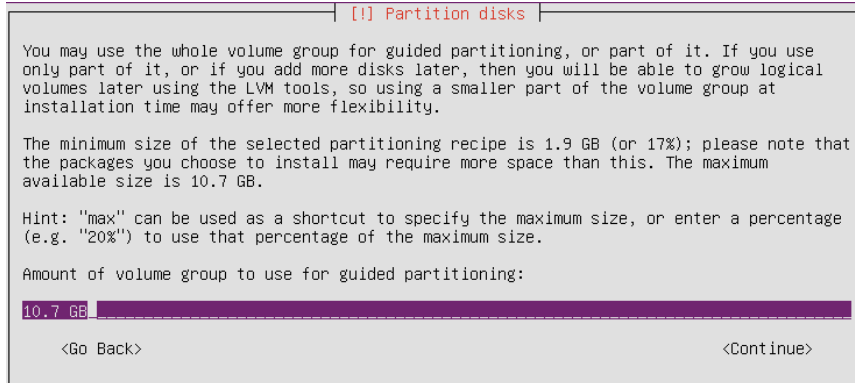 [!] Partition disks
You may use the whole volume group for guided partitioning, or part of it. If you use
only part of it, or if you add more disks later, then you will be able to grow logical
volumes later using the LVM tools, so using a smaller part of the volume group at
installation time may offer more flexibility.
The minimum size of the selected partitioning recipe is 1.9 GB (or 17%); please note that
the packages you choose to install may require more space than this. The maximum
available size is 10.7 GB.
Hint: "max" can be used as a shortcut to specify the maximum size, or enter a percentage
(e.g. "20%") to use that percentage of the maximum size.
Amount of volume group to use for guided partitioning:
10.7 GB
<Go Back> <Continue>